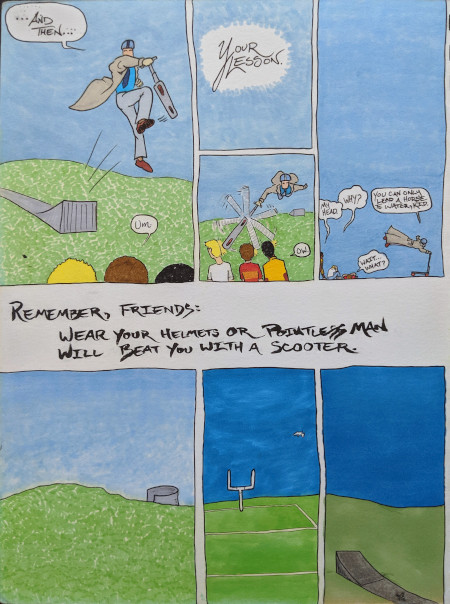 ...AND
THEN...
YOUR
LESSON.
UM.
OW.
MY
HEAD.
WHY?
YOU CAN ONLY
LEAD A HORSE
TO WATER, KID.
WAIT...
WHAT?
REMEMBER, FRIENDS:
WEAR YOUR HELMETS OR POINTLESS MAN
WILL BEAT YOU WITH A SCOOTER.